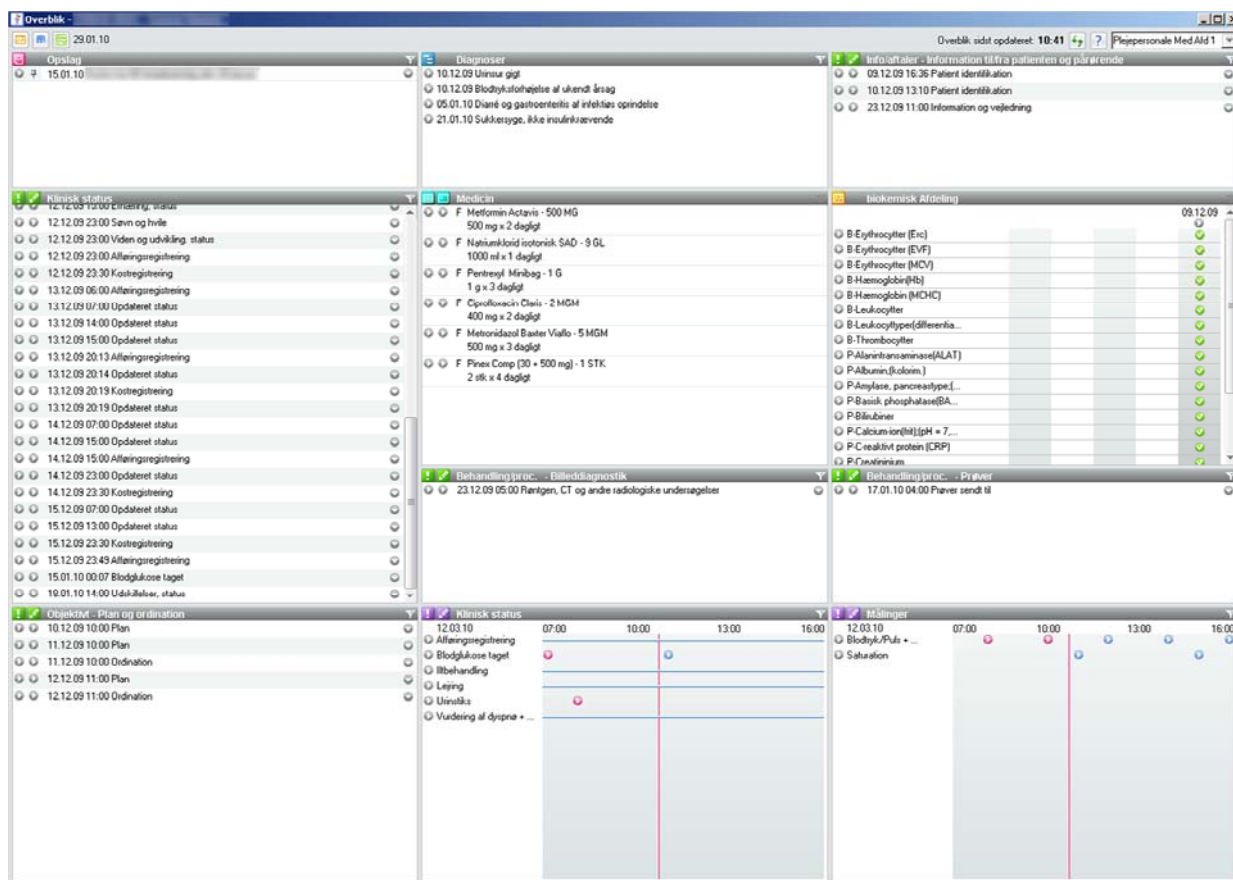 Overblik -
29.01.10
Overblik sidst opdateret: 10:41
?
Plejepersonale Med Afd 1
Opslag
15.01.10
Diagnoser
10.12.09 Urinsur gigt
10.12.09 Blodtryksforhøjelse af ukendt årsag
05.01.10 Diarré og gastroenteritis af infektiøs oprindelse
21.01.10 Sukkersyge, ikke insulinkrævende
Info/aftaler - Information til/fra patienten og pårørende
09.12.09 16:36 Patient identifikation
10.12.09 13:10 Patient identifikation
23.12.09 11:00 Information og vejledning
Klinisk status
12.12.09 15:00 Ernæring, status
12.12.09 23:00 Søvn og hvile
12.12.09 23:00 Viden og udvikling. status
12.12.09 23:00 Afføringsregistrering
12.12.09 23:30 Kostregistrering
13.12.09 06:00 Afføringsregistrering
13.12.09 07:00 Opdateret status
13.12.09 14:00 Opdateret status
13.12.09 15:00 Opdateret status
13.12.09 20:13 Afføringsregistrering
13.12.09 20:14 Opdateret status
13.12.09 20:19 Kostregistrering
13.12.09 20:19 Opdateret status
14.12.09 07:00 Opdateret status
14.12.09 15:00 Opdateret status
14.12.09 15:00 Afføringsregistrering
14.12.09 23:00 Opdateret status
14.12.09 23:30 Kostregistrering
15.12.09 07:00 Opdateret status
15.12.09 13:00 Opdateret status
15.12.09 23:30 Kostregistrering
15.12.09 23:49 Afføringsregistrering
15.01.10 00:07 Blodglukose taget
19.01.10 14:00 Udskillelser, status
Medicin
F Metformin Actavis - 500 MG
500 mg x 2 dagligt
F Natriumklorid isotonisk SAD - 9 GL
1000 ml x 1 dagligt
F Pentrexyl Minibag - 1 G
1 g x 3 dagligt
F Ciprofloxacin Claris - 2 MGM
400 mg x 2 dagligt
F Metronidazol Baxter Viaflo - 5 MGM
500 mg x 3 dagligt
F Pinex Comp (30 + 500 mg) - 1 STK
2 stk x 4 dagligt
biokemisk Afdeling
09.12.09
B-Erythrocytter (Erc)
B-Erythrocytter (EVF)
B-Erythrocytter (MCV)
B-Hæmoglobin(Hb)
B-Hæmoglobin (MCHC)
B-Leukocytter
B-Leukocyttyper(differentia...
B-Thrombocytter
P-Alanintransaminase(ALAT)
P-Albumin;(kolorim.)
P-Amylase, pancreastype;(...
P-Basisk phosphatase(BA...
P-Bilirubiner
P-Calcium-ion(frit);(pH = 7,...
P-C-reaktivt protein (CRP)
P-Creatininium
Behandling/proc. - Billeddiagnostik
23.12.09 05:00 Røntgen, CT og andre radiologiske undersøgelser
Behandling/proc. - Prøver
17.01.10 04:00 Prøver sendt til
Objektivt - Plan og ordination
10.12.09 10:00 Plan
11.12.09 10:00 Plan
11.12.09 10:00 Ordination
12.12.09 11:00 Plan
12.12.09 11:00 Ordination
Klinisk status
12.03.10 07:00 10:00 13:00 16:00
Afføringsregistrering
Blodglukose taget
Iltbehandling
Lejring
Urinstiks
Vurdering af dyspnø + ...
Målinger
12.03.10 07:00 10:00 13:00 16:00
Blodtryk/Puls + ...
Saturation